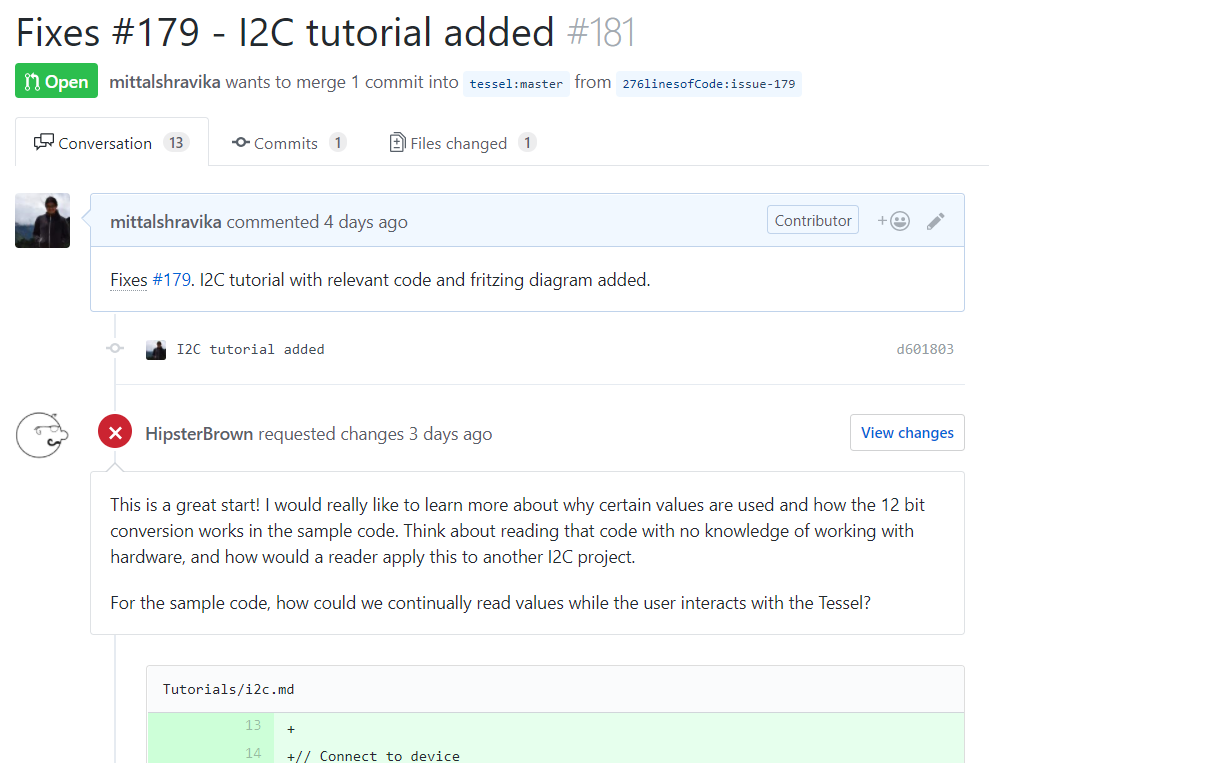 Fixes #179 - I2C tutorial added #181
Open mittalshravika wants to merge 1 commit into tessel:master from 276linesofCode:issue-179
Conversation 13 Commits 1 Files changed 1
mittalshravika commented 4 days ago Contributor +
Fixes #179. I2C tutorial with relevant code and fritzing diagram added.
I2C tutorial added d601803
HipsterBrown requested changes 3 days ago View changes
This is a great start! I would really like to learn more about why certain values are used and how the 12 bit
conversion works in the sample code. Think about reading that code with no knowledge of working with
hardware, and how would a reader apply this to another I2C project.
For the sample code, how could we continually read values while the user interacts with the Tessel?
Tutorials/i2c.md
13 +
14 +// Connect to device